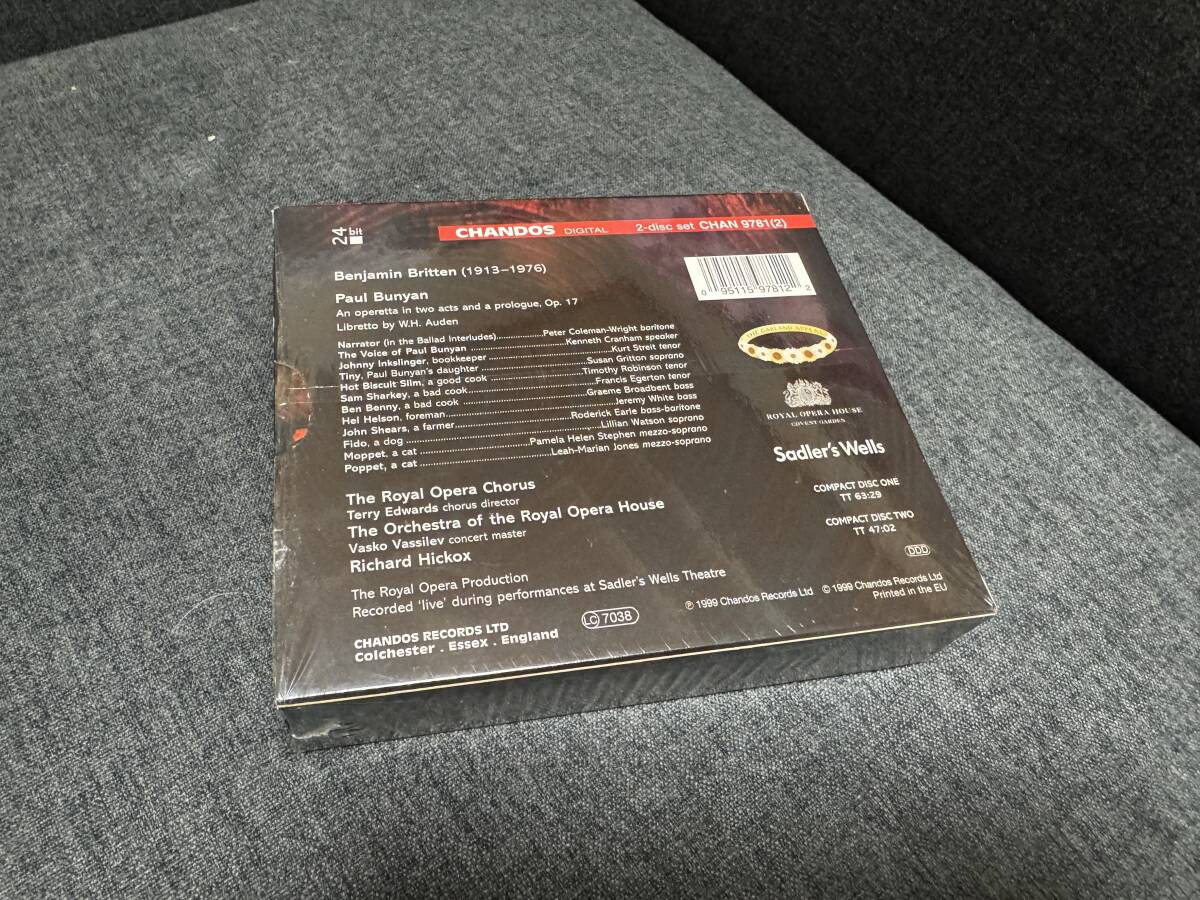 24 bit
CHANDOS DIGITAL 2-disc set CHAN 9781(2)
Benjamin Britten (1913–1976)
0 95115 97812 2
Paul Bunyan
An operetta in two acts and a prologue, Op. 17
Libretto by W.H. Auden
THE GARLAND APPEAL
Narrator (in the Ballad Interludes)....................Peter Coleman-Wright baritone
The Voice of Paul Bunyan ....................Kenneth Cranham speaker
Johnny Inkslinger, bookkeeper ....................Kurt Streit tenor
Tiny, Paul Bunyan's daughter ....................Susan Gritton soprano
Hot Biscuit Slim, a good cook ....................Timothy Robinson tenor
Sam Sharkey, a bad cook....................Francis Egerton tenor
Ben Benny, a bad cook ....................Graeme Broadbent bass
Hel Helson, foreman....................Jeremy White bass
John Shears, a farmer....................Roderick Earle bass-baritone
Fido, a dog ....................Lillian Watson soprano
Moppet, a cat ....................Pamela Helen Stephen mezzo-soprano
Poppet, a cat ....................Leah-Marian Jones mezzo-soprano
ROYAL OPERA HOUSE
COVENT GARDEN
Sadler's Wells
The Royal Opera Chorus
Terry Edwards chorus director
The Orchestra of the Royal Opera House
Vasko Vassilev concert master
Richard Hickox
COMPACT DISC ONE
TT 63:29
COMPACT DISC TWO
TT 47:02
DDD
The Royal Opera Production
Recorded 'live' during performances at Sadler's Wells Theatre
CHANDOS RECORDS LTD
Colchester . Essex . England
LC 7038
℗ 1999 Chandos Records Ltd © 1999 Chandos Records Ltd
Printed in the EU